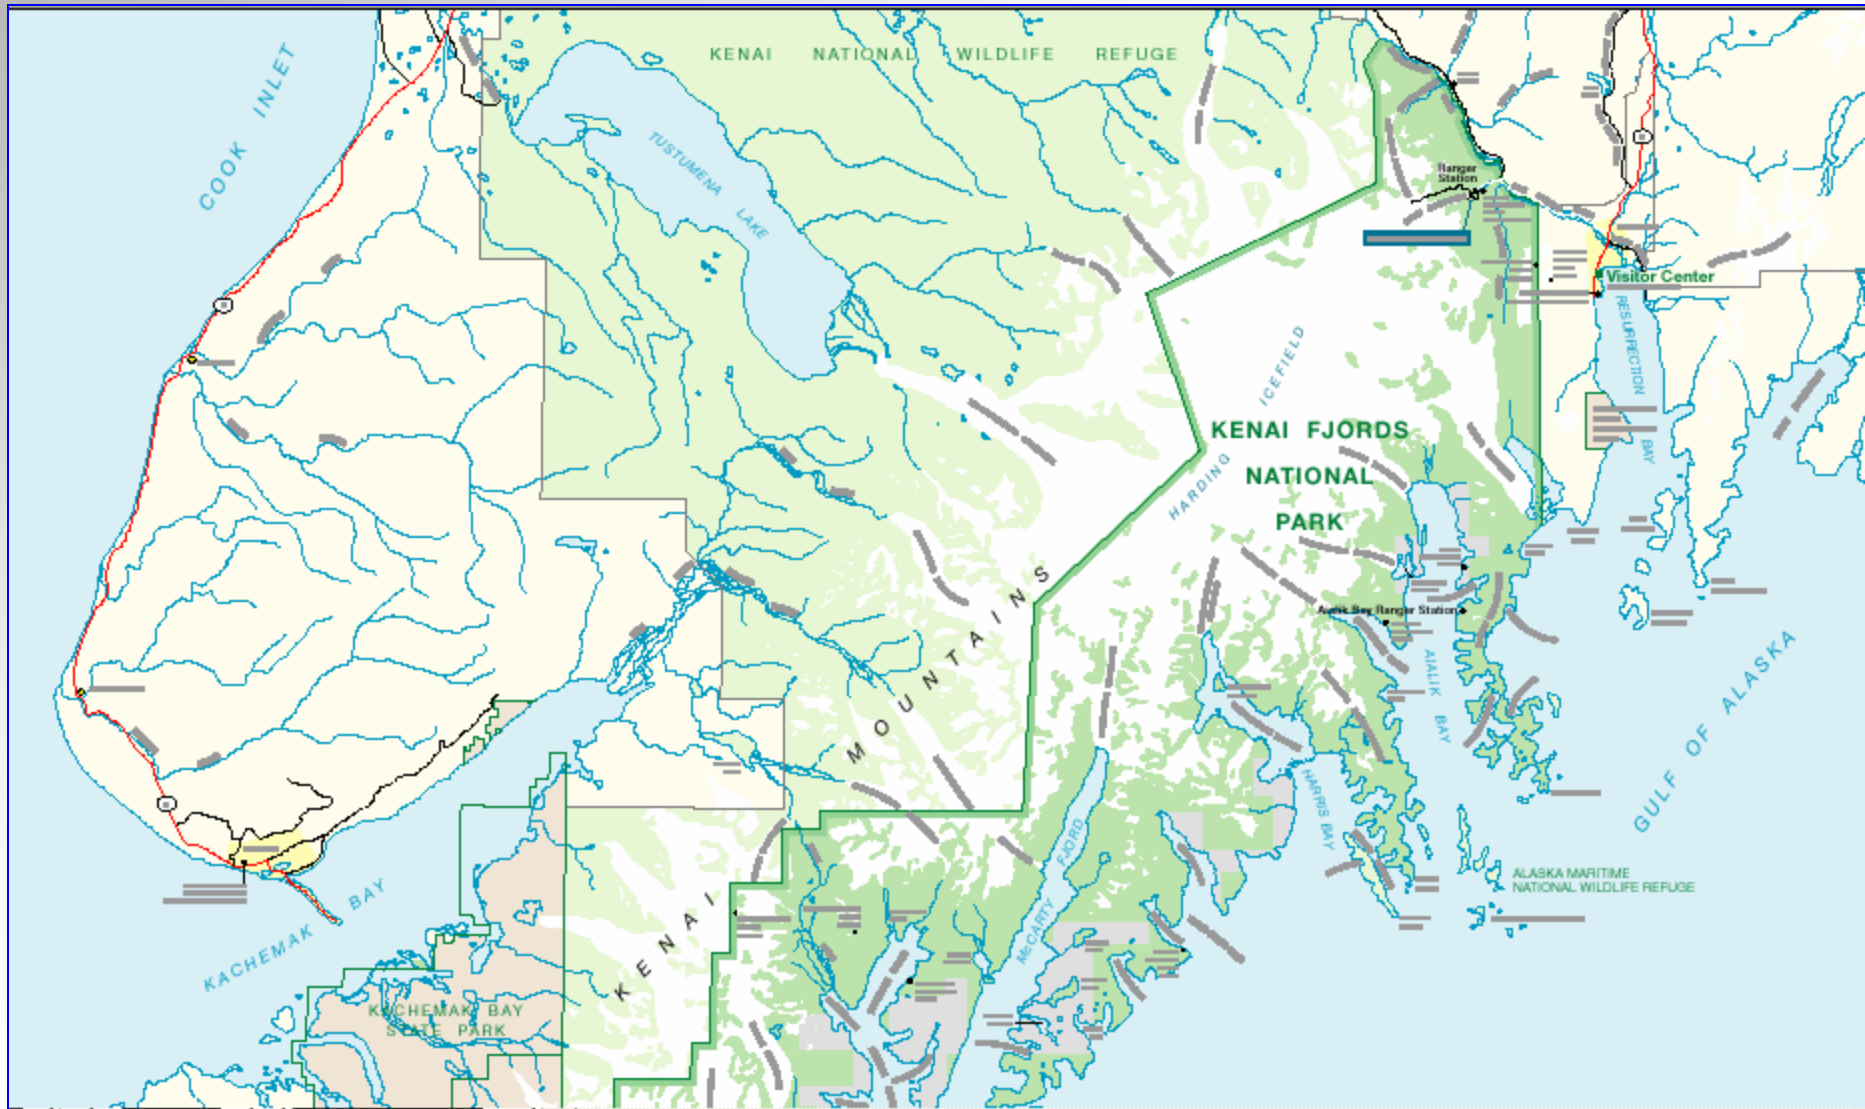 KENAI NATIONAL WILDLIFE REFUGE
COOK INLET
TUSTUMENA LAKE
Ranger
Station
Visitor Center
RESURRECTION BAY
HARDING ICEFIELD
KENAI FJORDS
NATIONAL
PARK
Aialik Bay Ranger Station
AIALIK BAY
GULF OF ALASKA
KENAI MOUNTAINS
HARRIS BAY
McCARTY FJORD
ALASKA MARITIME
NATIONAL WILDLIFE REFUGE
KACHEMAK BAY
KACHEMAK BAY
STATE PARK